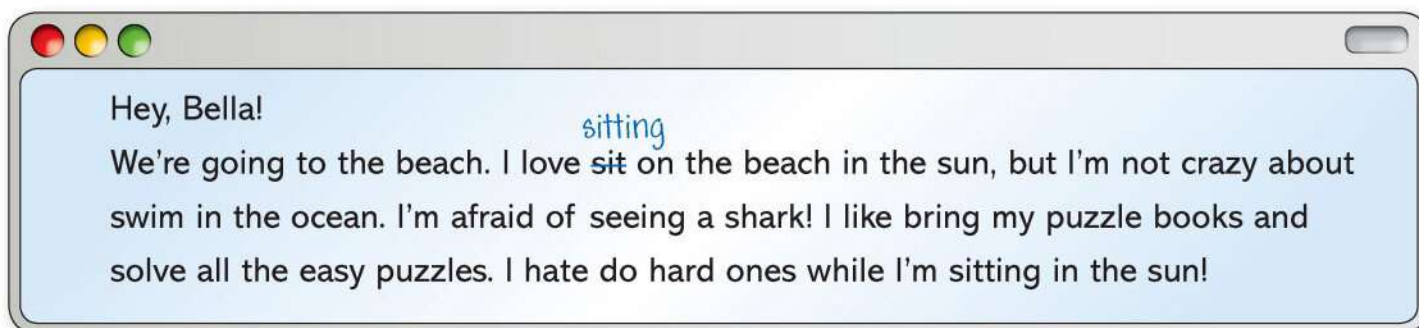 Hey, Bella!
sitting
We're going to the beach. I love sit on the beach in the sun, but I'm not crazy about
swim in the ocean. I'm afraid of seeing a shark! I like bring my puzzle books and
solve all the easy puzzles. I hate do hard ones while I'm sitting in the sun!